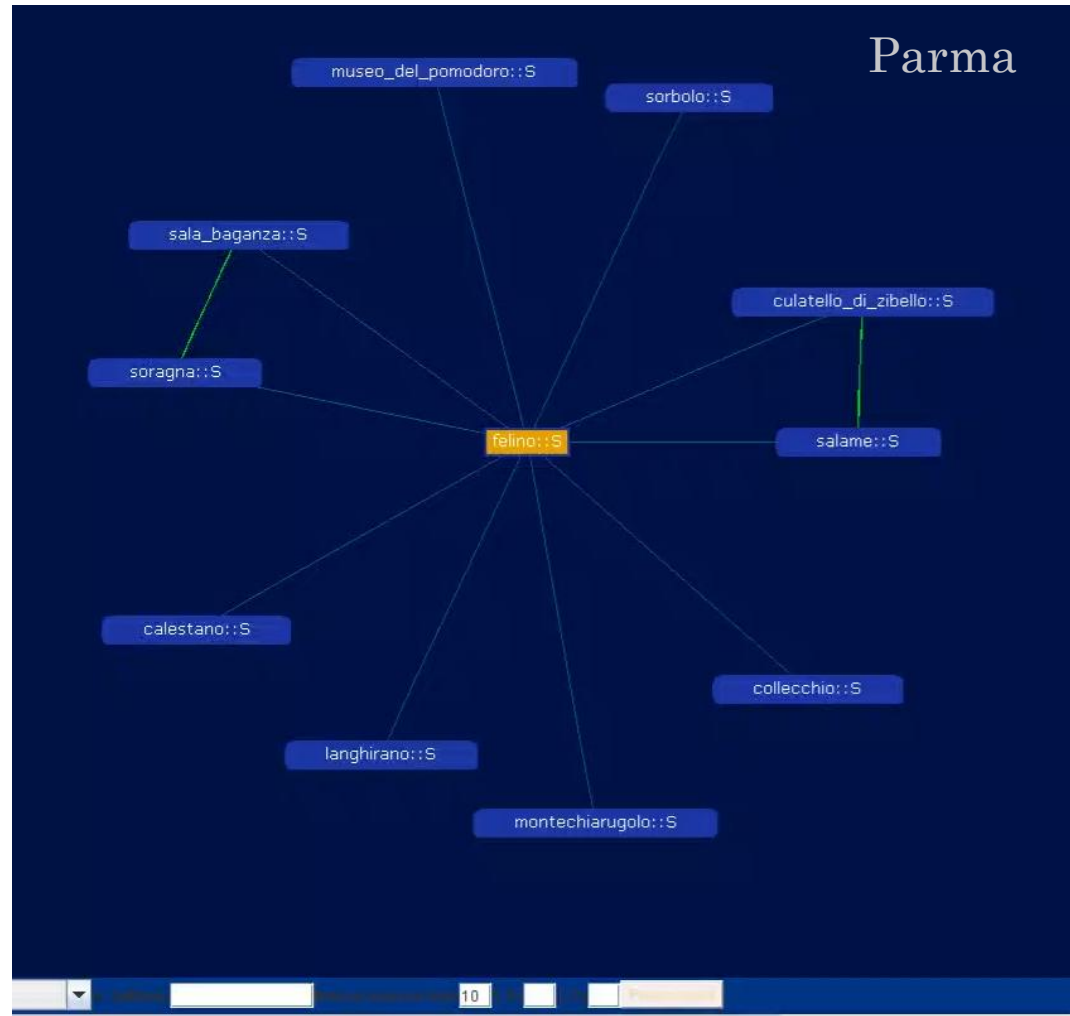 Parma
museo_del_pomodoro::S
sorbolo::S
sala_baganza::S
culatello_di_zibello::S
soragna::S
felino::S
salame::S
calestano::S
collecchio::S
langhirano::S
montechiarugolo::S
10